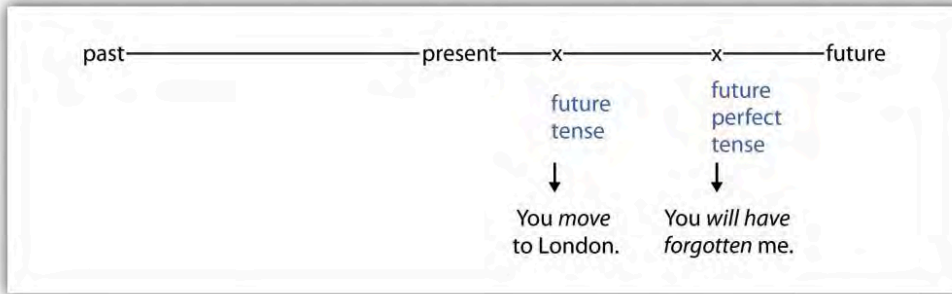 past present x x future
future tense
future perfect tense
You move to London.
You will have forgotten me.